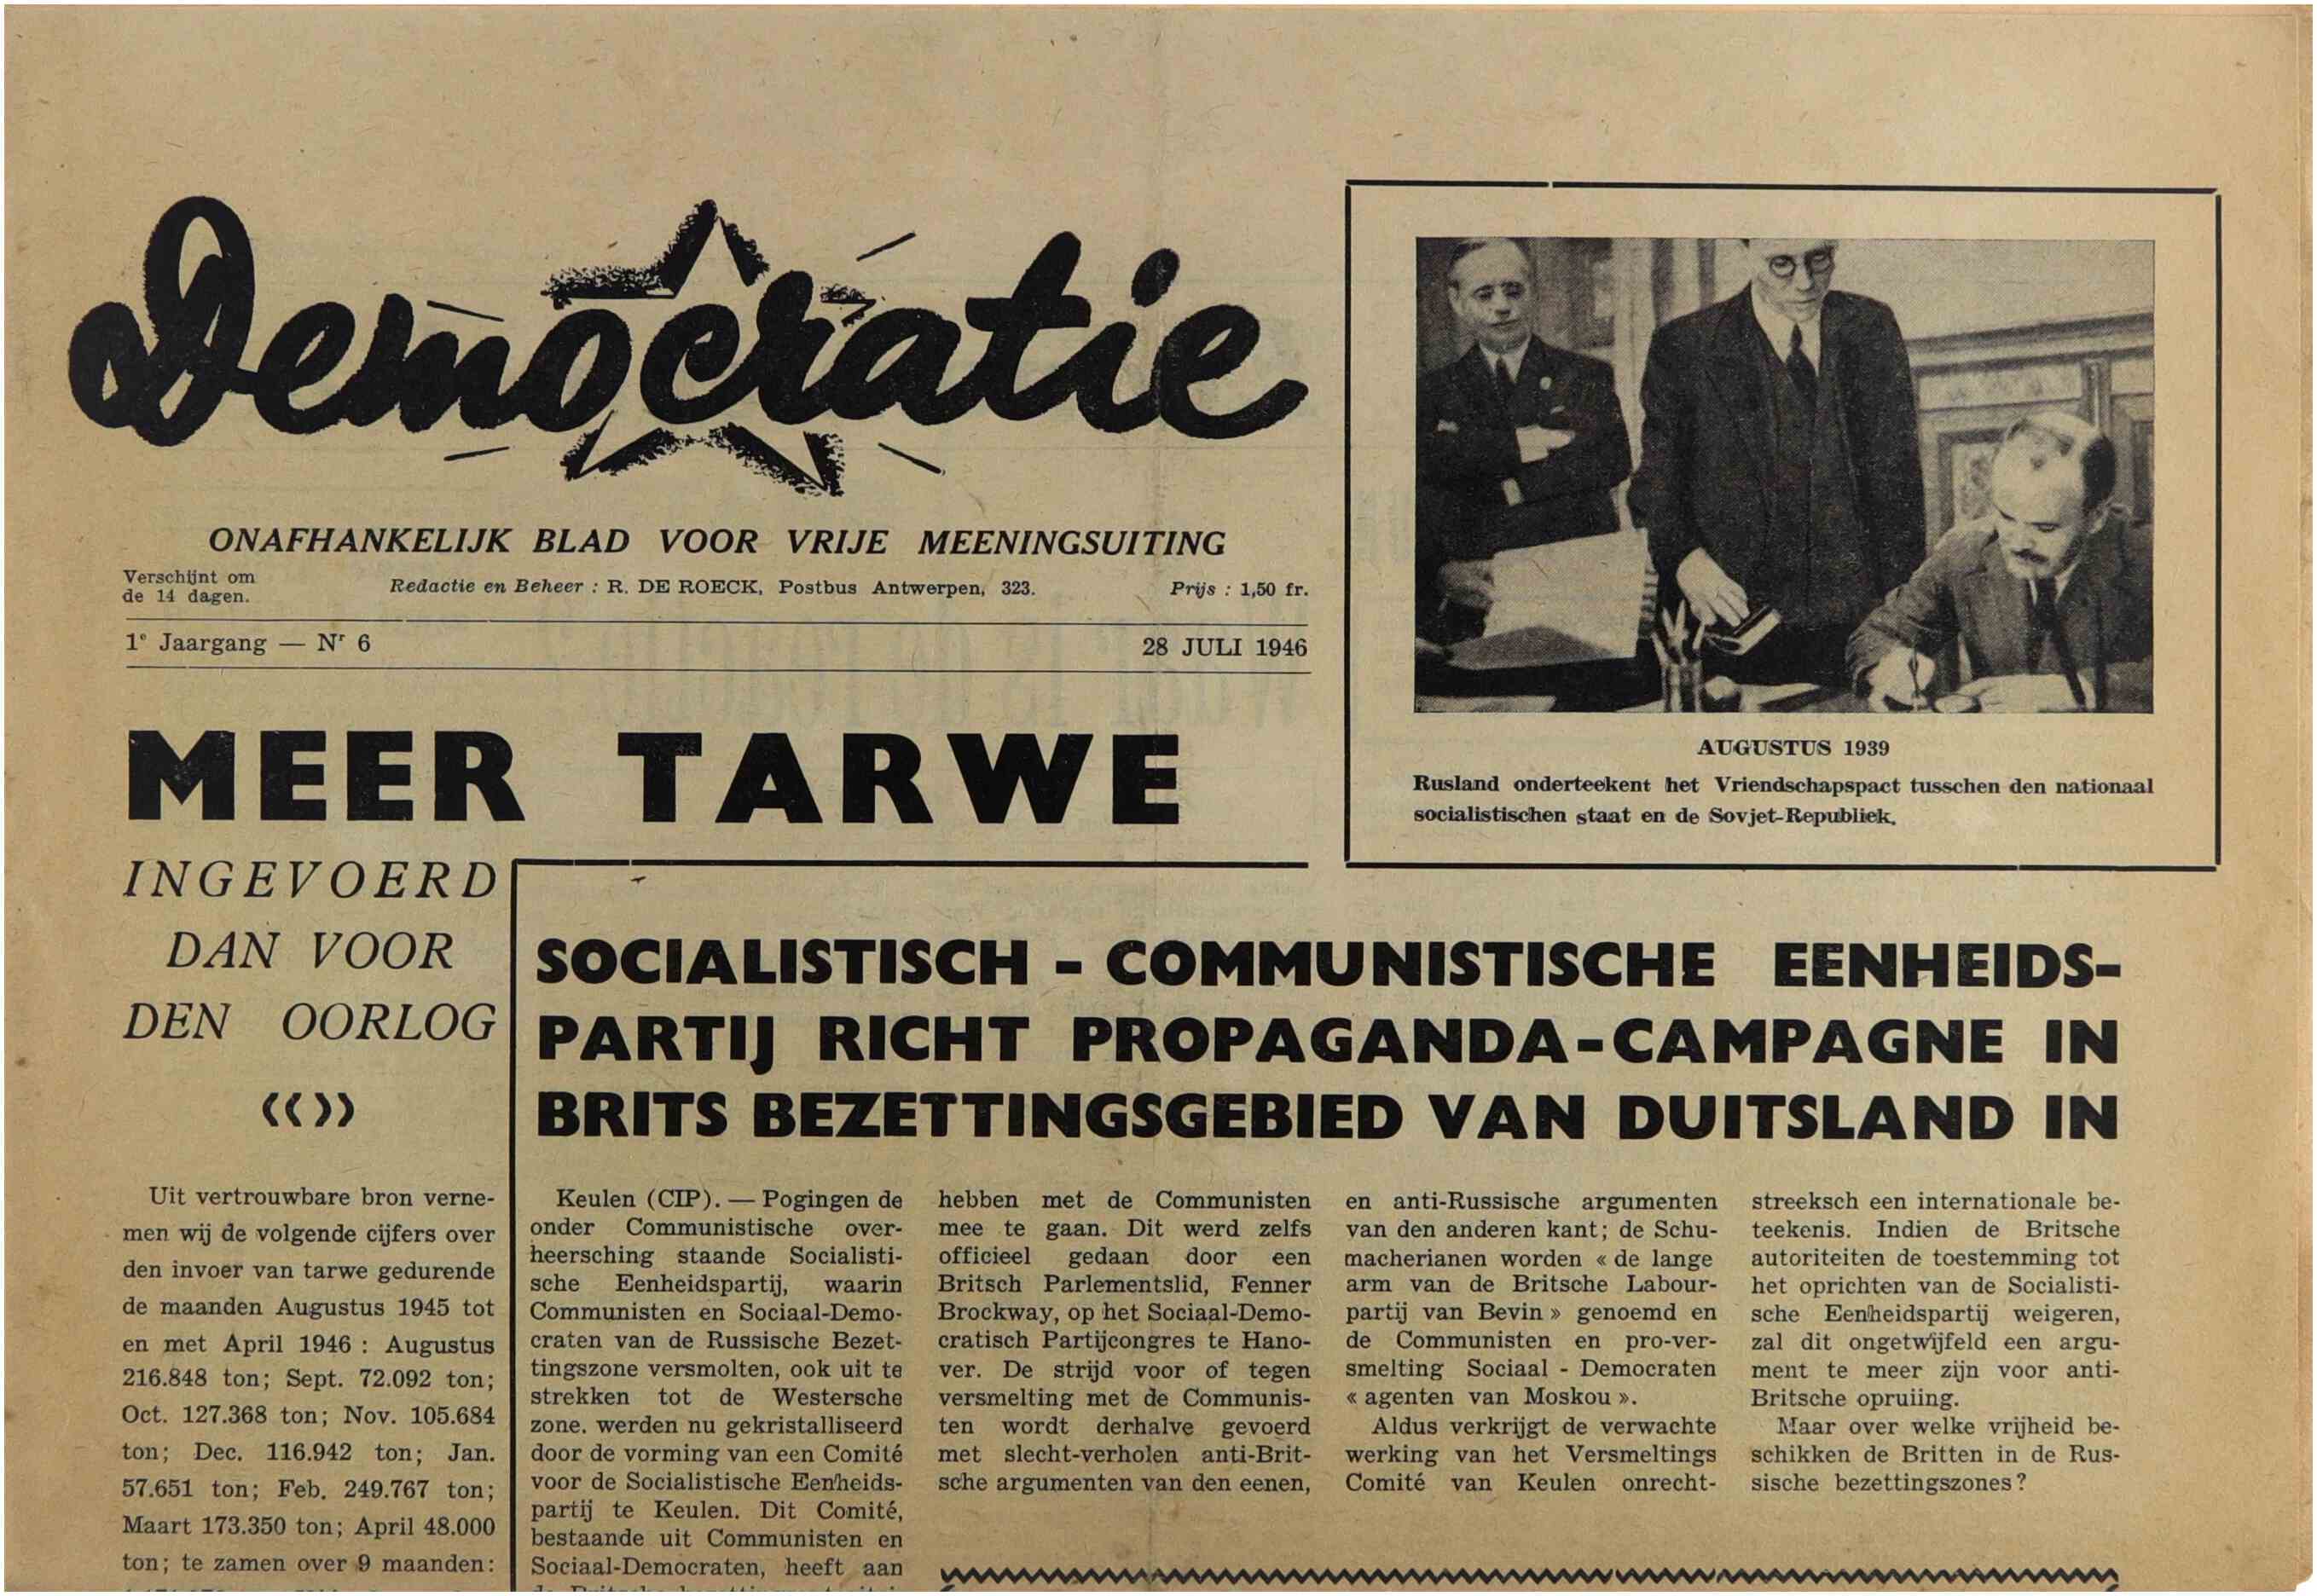 Democratie
ONAFHANKELIJK BLAD VOOR VRIJE MEENINGSUITING
Verschijnt om
de 14 dagen.
Redactie en Beheer : R. DE ROECK, Postbus Antwerpen, 323.
Prijs : 1,50 fr.
1e Jaargang — Nr 6
28 JULI 1946
AUGUSTUS 1939
Rusland onderteekent het Vriendschapspact tusschen den nationaal
socialistischen staat en de Sovjet-Republiek.
MEER TARWE
INGEVOERD
DAN VOOR
DEN OORLOG
«»
Uit vertrouwbare bron verne-
men wij de volgende cijfers over
den invoer van tarwe gedurende
de maanden Augustus 1945 tot
en met April 1946 : Augustus
216.848 ton; Sept. 72.092 ton;
Oct. 127.368 ton; Nov. 105.684
ton; Dec. 116.942 ton; Jan.
57.651 ton; Feb. 249.767 ton;
Maart 173.350 ton; April 48.000
ton; te zamen over 9 maanden:
SOCIALISTISCH - COMMUNISTISCHE EENHEIDS-
PARTIJ RICHT PROPAGANDA-CAMPAGNE IN
BRITS BEZETTINGSGEBIED VAN DUITSLAND IN
Keulen (CIP). — Pogingen de
onder Communistische over-
heersching staande Socialisti-
sche Eenheidspartij, waarin
Communisten en Sociaal-Demo-
craten van de Russische Bezet-
tingszone versmolten, ook uit te
strekken tot de Westersche
zone. werden nu gekristalliseerd
door de vorming van een Comité
voor de Socialistische Eenheids-
partij te Keulen. Dit Comité,
bestaande uit Communisten en
Sociaal-Democraten, heeft aan
hebben met de Communisten
mee te gaan. Dit werd zelfs
officieel gedaan door een
Britsch Parlementslid, Fenner
Brockway, op het Sociaal-Demo-
cratisch Partijcongres te Hano-
ver. De strijd voor of tegen
versmelting met de Communis-
ten wordt derhalve gevoerd
met slecht-verholen anti-Brit-
sche argumenten van den eenen,
en anti-Russische argumenten
van den anderen kant; de Schu-
macherianen worden « de lange
arm van de Britsche Labour-
partij van Bevin » genoemd en
de Communisten en pro-ver-
smelting Sociaal - Democraten
« agenten van Moskou ».
Aldus verkrijgt de verwachte
werking van het Versmeltings
Comité van Keulen onrecht-
streeksch een internationale be-
teekenis. Indien de Britsche
autoriteiten de toestemming tot
het oprichten van de Socialisti-
sche Eenheidspartij weigeren,
zal dit ongetwijfeld een argu-
ment te meer zijn voor anti-
Britsche opruiing.
Maar over welke vrijheid be-
schikken de Britten in de Rus-
sische bezettingszones?